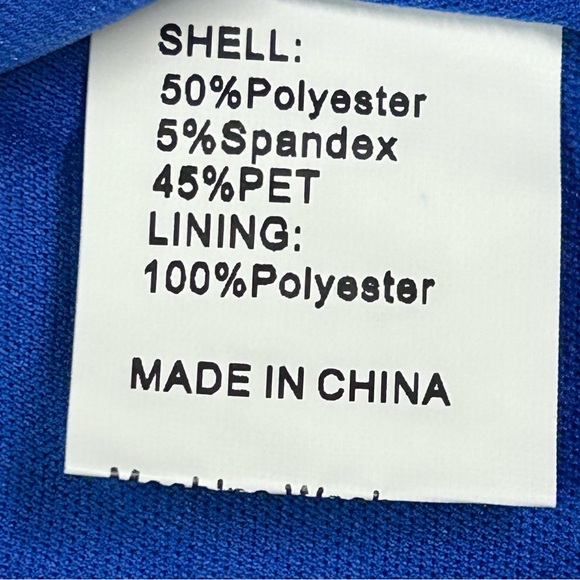 SHELL:
50%Polyester
5%Spandex
45%PET
LINING:
100%Polyester
MADE IN CHINA